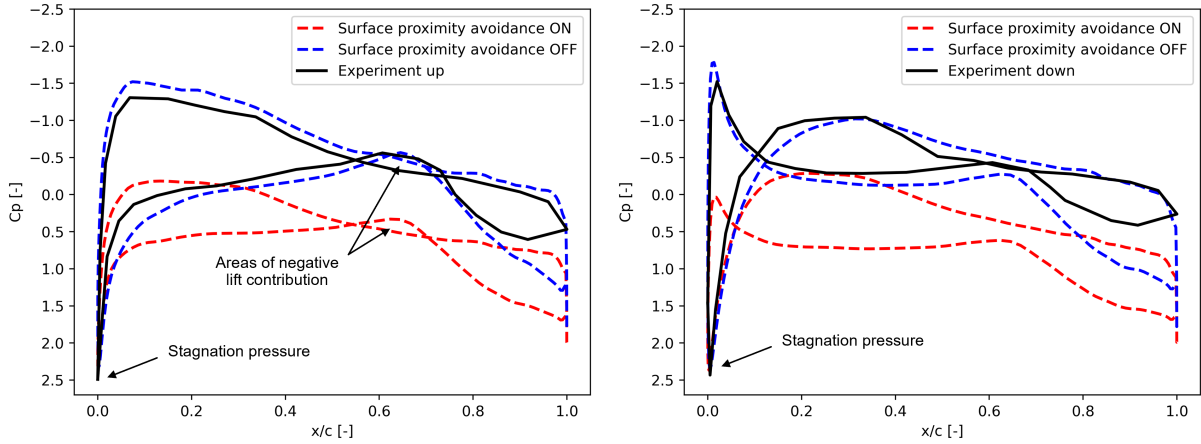 −2.5
−2.0
−1.5
−1.0
−0.5
0.0
0.5
1.0
1.5
2.0
2.5
Cp [-]
Surface proximity avoidance ON
Surface proximity avoidance OFF
Experiment up
Areas of negative
lift contribution
Stagnation pressure
0.0 0.2 0.4 0.6 0.8 1.0
x/c [-]
−2.5
−2.0
−1.5
−1.0
−0.5
0.0
0.5
1.0
1.5
2.0
2.5
Cp [-]
Surface proximity avoidance ON
Surface proximity avoidance OFF
Experiment down
Stagnation pressure
0.0 0.2 0.4 0.6 0.8 1.0
x/c [-]